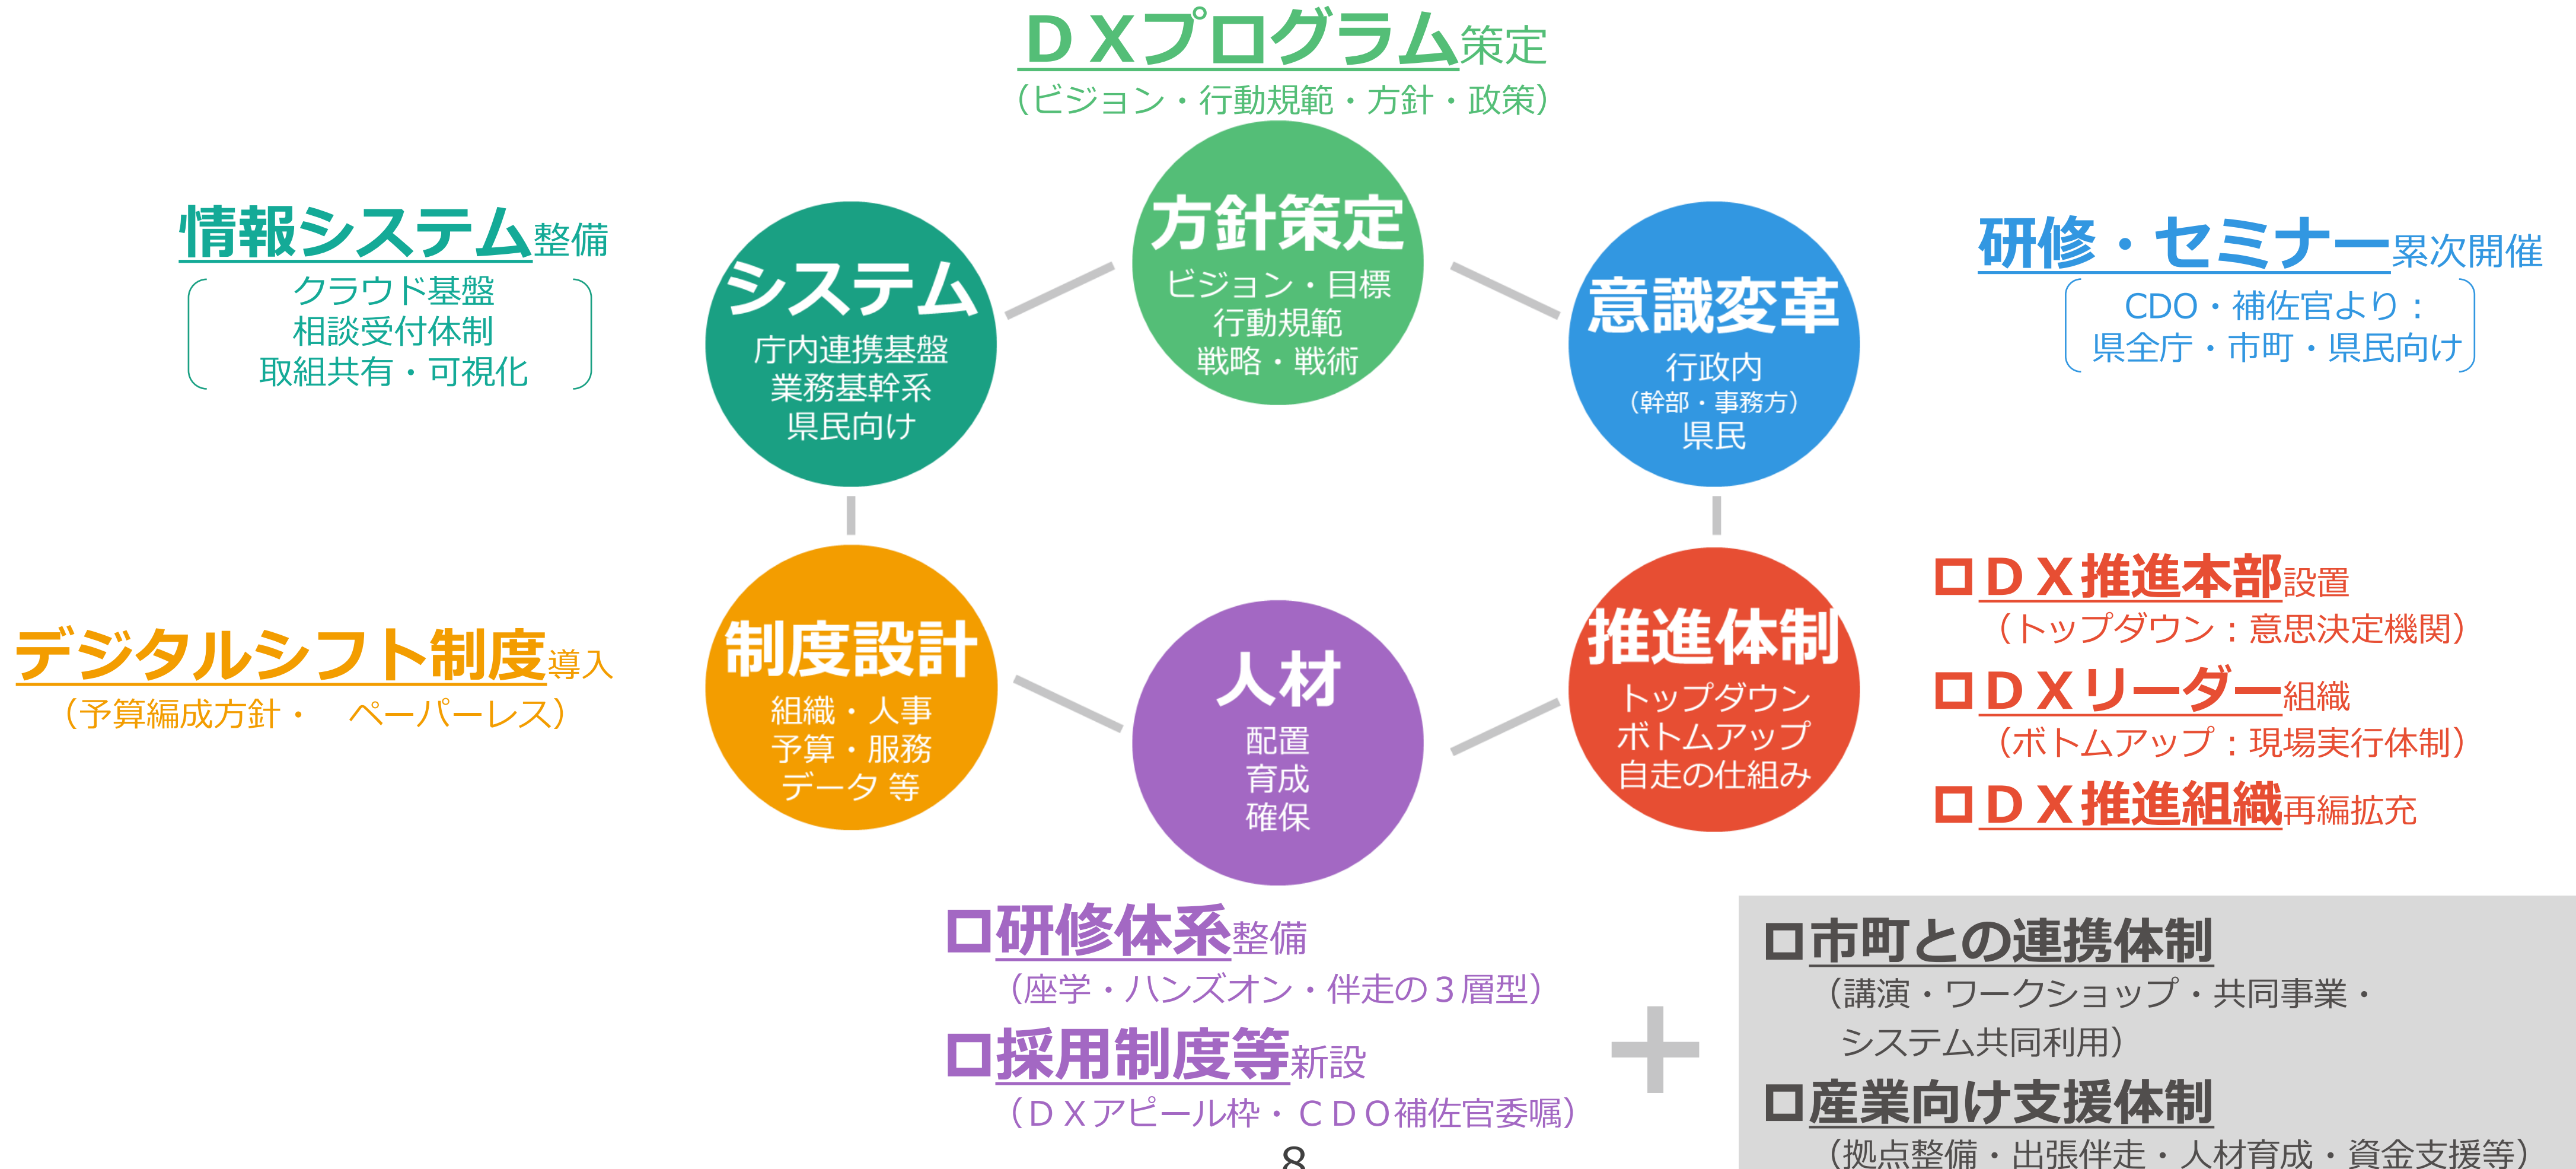 ＤＸプログラム策定
（ビジョン・行動規範・方針・政策）
方針策定
ビジョン・目標
行動規範
戦略・戦術
情報システム整備
クラウド基盤
相談受付体制
取組共有・可視化
システム
庁内連携基盤
業務基幹系
県民向け
意識変革
行政内
（幹部・事務方）
県民
研修・セミナー累次開催
CDO・補佐官より：
県全庁・市町・県民向け
デジタルシフト制度導入
（予算編成方針・　ペーパーレス）
制度設計
組織・人事
予算・服務
データ 等
人材
配置
育成
確保
推進体制
トップダウン
ボトムアップ
自走の仕組み
□ＤＸ推進本部設置
（トップダウン：意思決定機関）
□ＤＸリーダー組織
（ボトムアップ：現場実行体制）
□ＤＸ推進組織再編拡充
□研修体系整備
（座学・ハンズオン・伴走の３層型）
□採用制度等新設
（ＤＸアピール枠・ＣＤＯ補佐官委嘱）
＋
□市町との連携体制
（講演・ワークショップ・共同事業・
システム共同利用）
□産業向け支援体制
（拠点整備・出張伴走・人材育成・資金支援等）
8